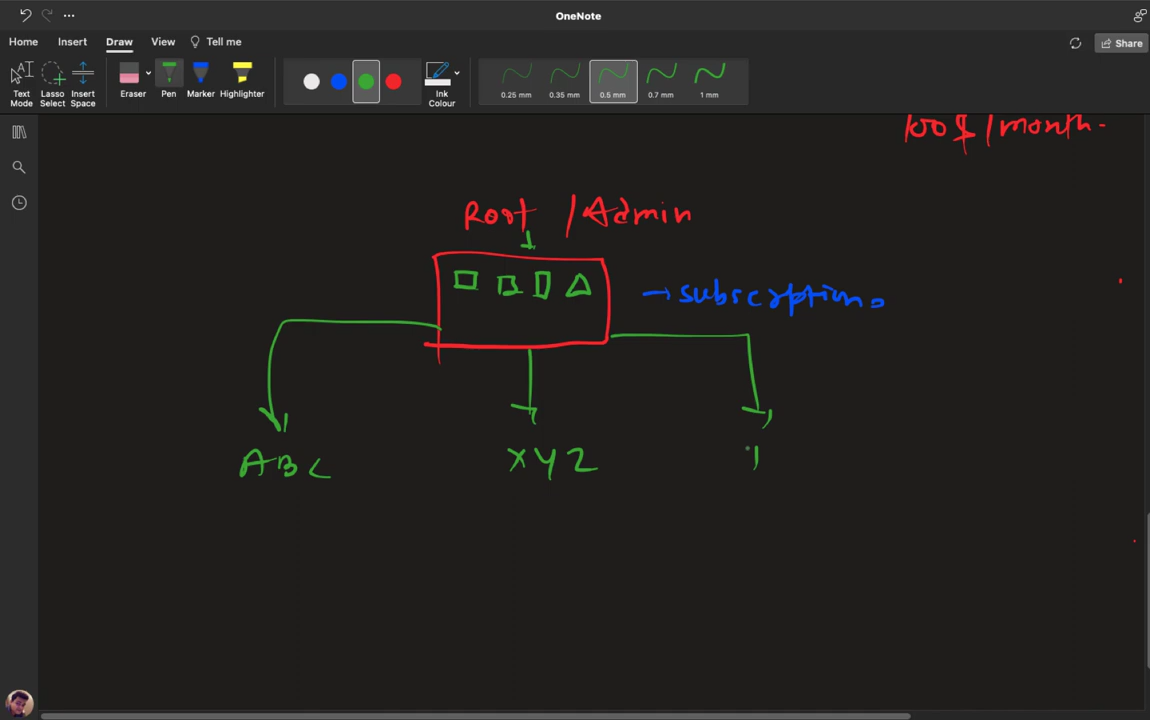 OneNote
Home Insert Draw View Tell me
Share
Text Mode
Lasso Select
Insert Space
Eraser
Pen
Marker
Highlighter
Ink Colour
0.25 mm
0.35 mm
0.5 mm
0.7 mm
1 mm
100$/month.
Root /Admin
→ subscription
ABC
XYZ